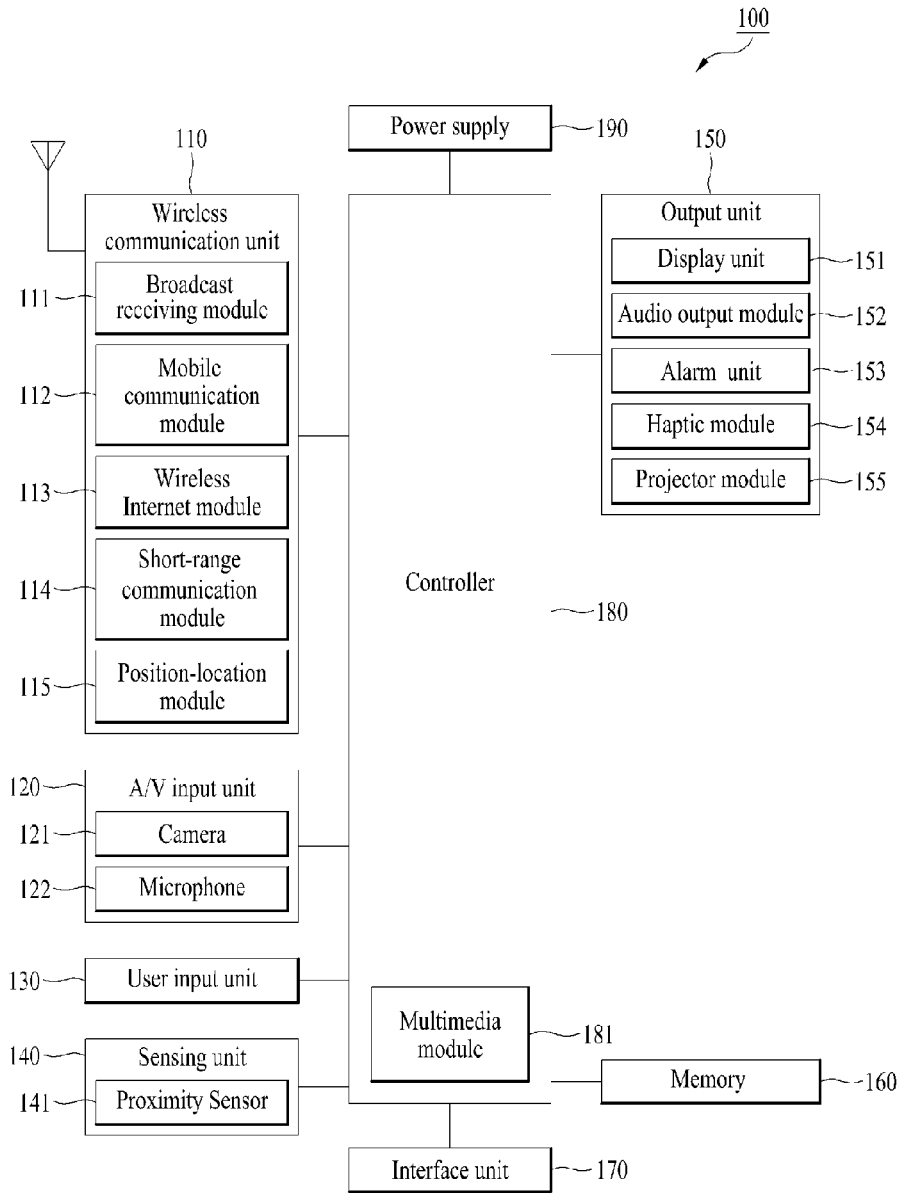 100
Power supply
190
110
Wireless
communication unit
111
Broadcast
receiving module
112
Mobile
communication
module
113
Wireless
Internet module
114
Short-range
communication
module
115
Position-location
module
120
A/V input unit
121
Camera
122
Microphone
130
User input unit
140
Sensing unit
141
Proximity Sensor
Controller
180
Multimedia
module
181
150
Output unit
Display unit
151
Audio output module
152
Alarm unit
153
Haptic module
154
Projector module
155
Memory
160
Interface unit
170